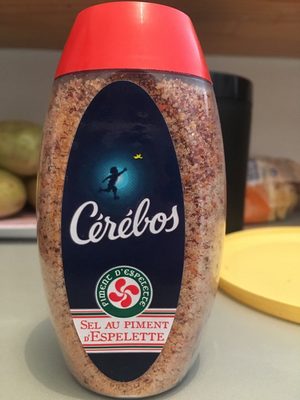 Cérébos
PIMENT D'ESPELETTE
SEL AU PIMENT
D'ESPELETTE